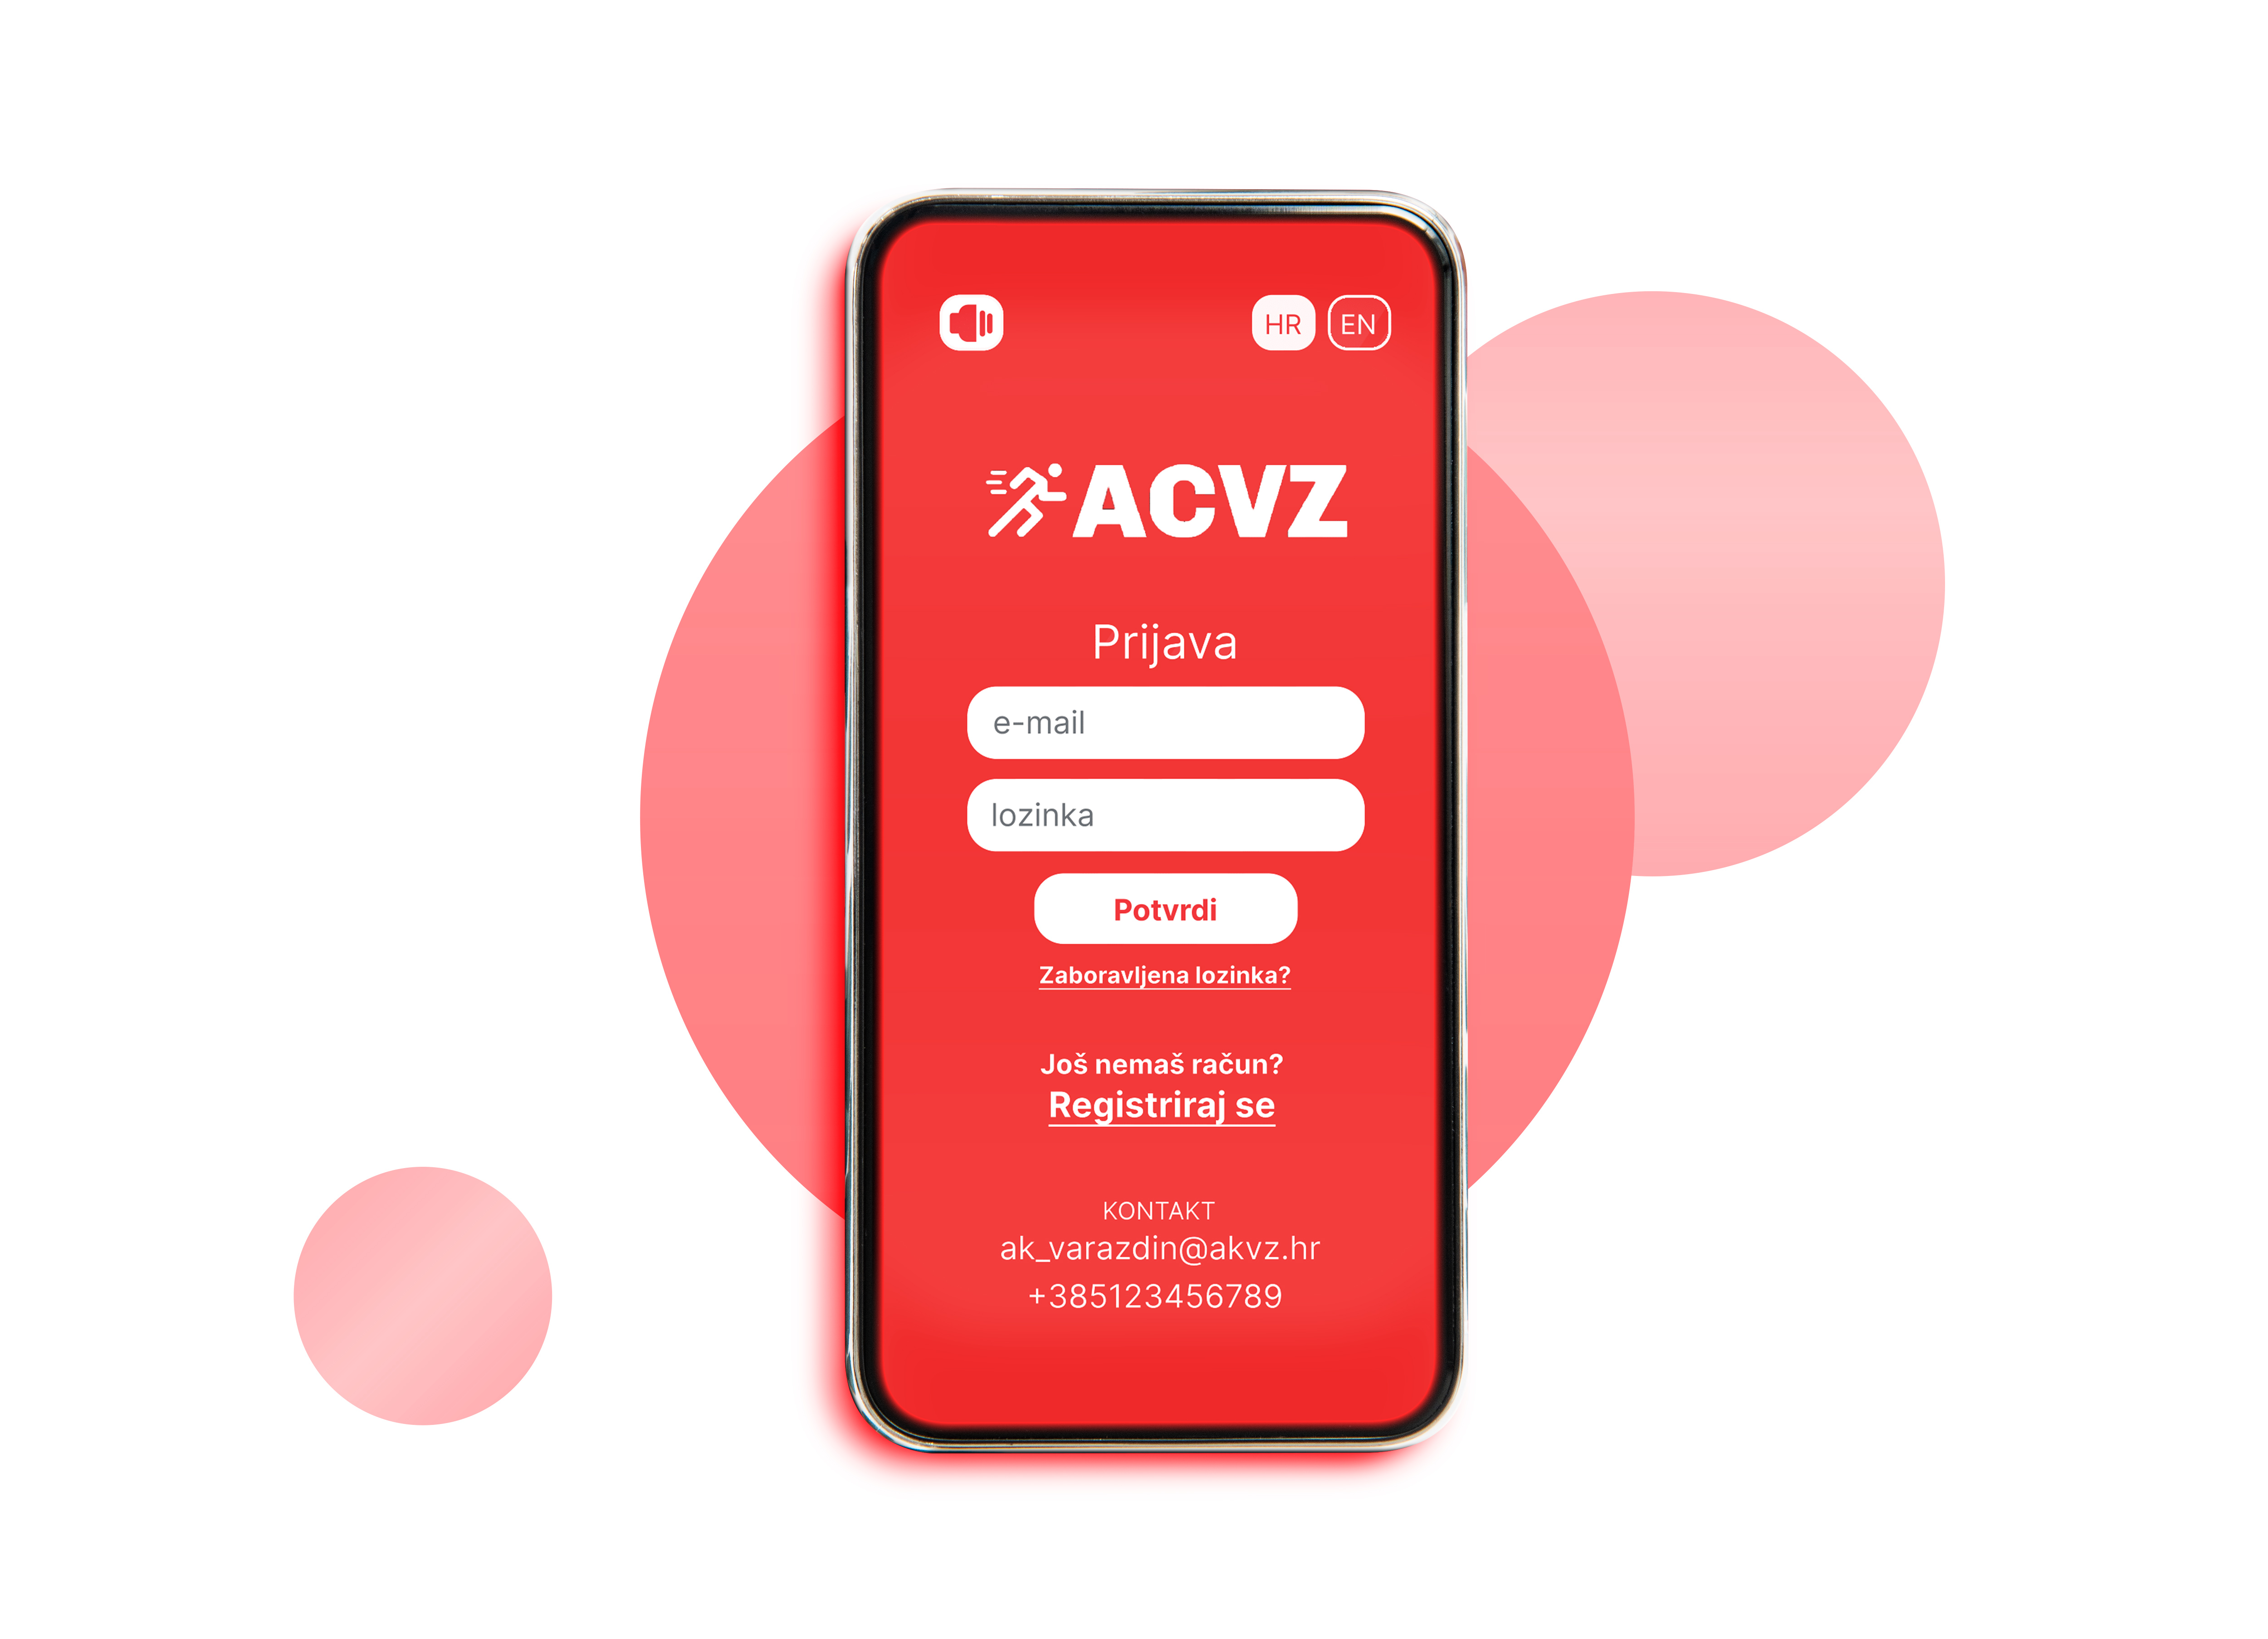 HR EN
ACVZ
Prijava
e-mail
lozinka
Potvrdi
Zaboravljena lozinka?
Još nemaš račun?
Registriraj se
KONTAKT
ak_varazdin@akvz.hr
+385123456789